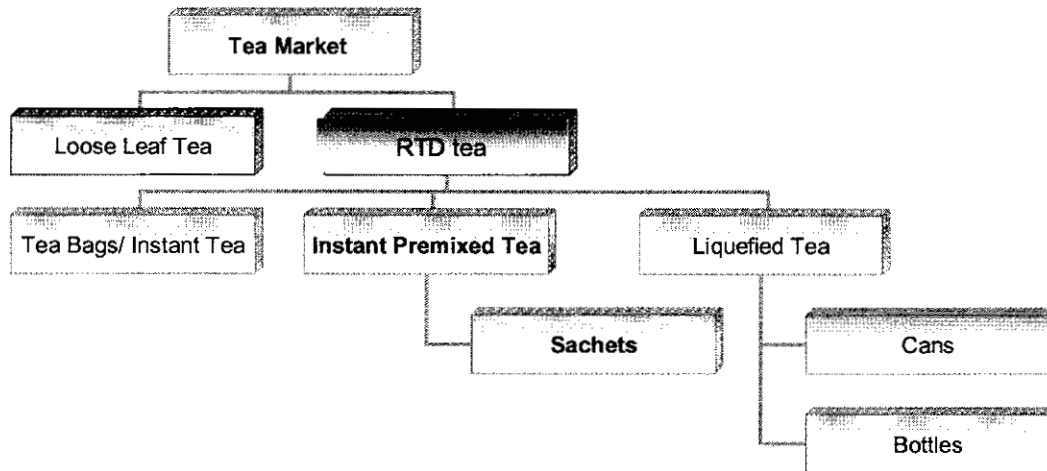 Tea Market
Loose Leaf Tea
RTD tea
Tea Bags/ Instant Tea
Instant Premixed Tea
Liquefied Tea
Sachets
Cans
Bottles